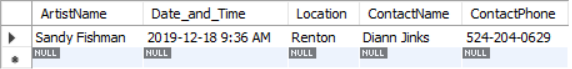 ArtistName Date_and_Time Location ContactName ContactPhone
Sandy Fishman 2019-12-18 9:36 AM Renton Diann Jinks 524-204-0629
NULL NULL NULL NULL NULL